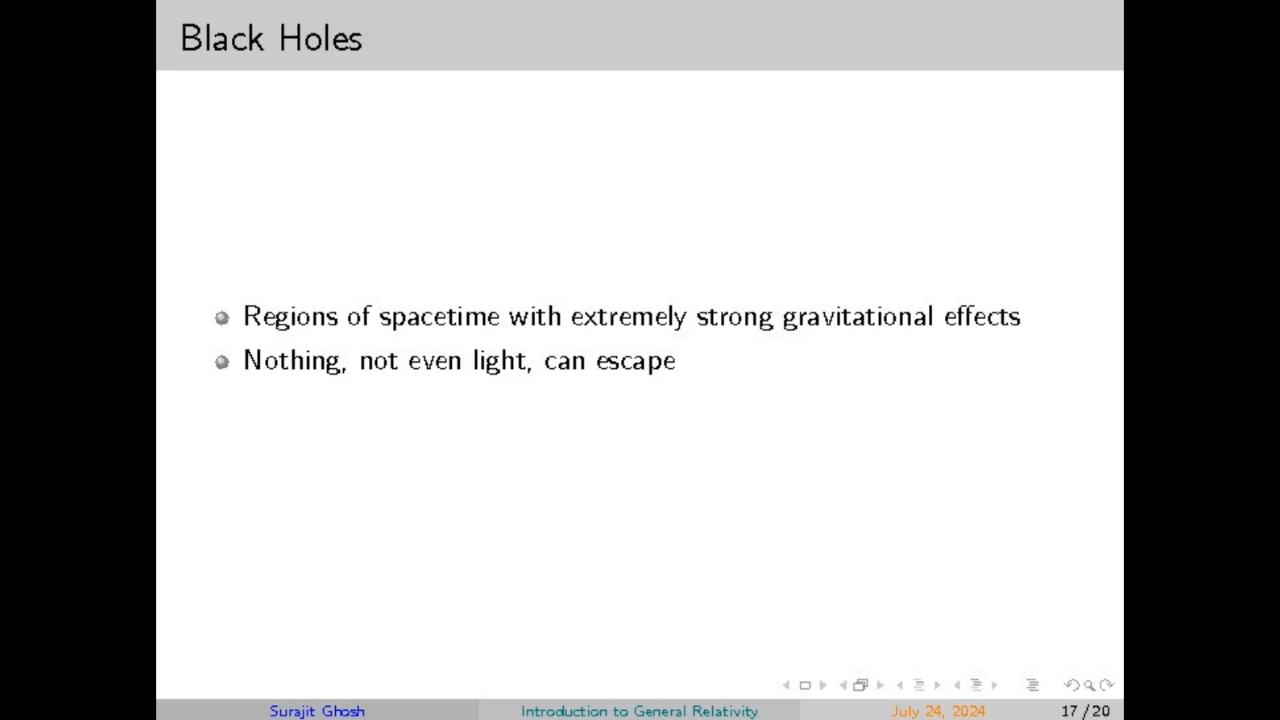 Black Holes
Regions of spacetime with extremely strong gravitational effects
Nothing, not even light, can escape
Surajit Ghosh
Introduction to General Relativity
July 24, 2024
17/20